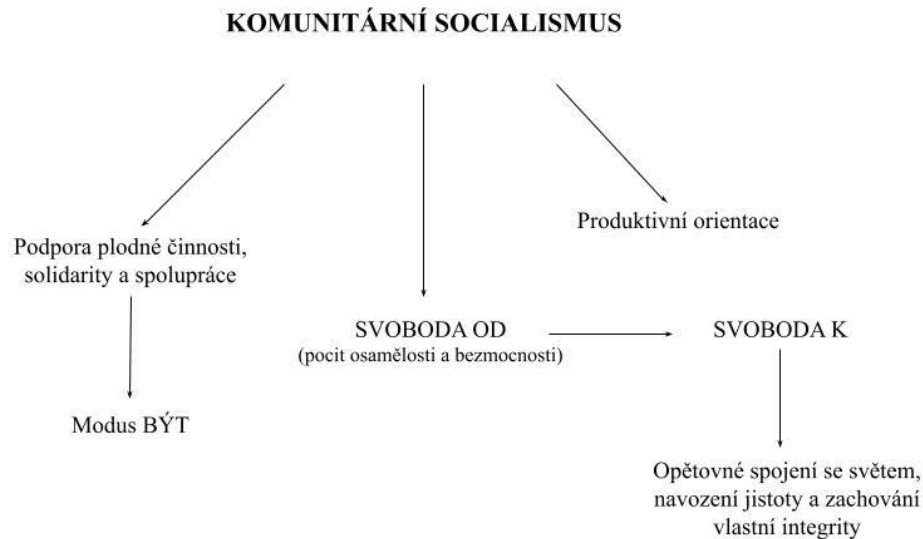 KOMUNITÁRNÍ SOCIALISMUS
Produktivní orientace
Podpora plodné činnosti,
solidarity a spolupráce
SVOBODA OD
(pocit osamělosti a bezmocnosti)
SVOBODA K
Modus BÝT
Opětovné spojení se světem,
navození jistoty a zachování
vlastní integrity